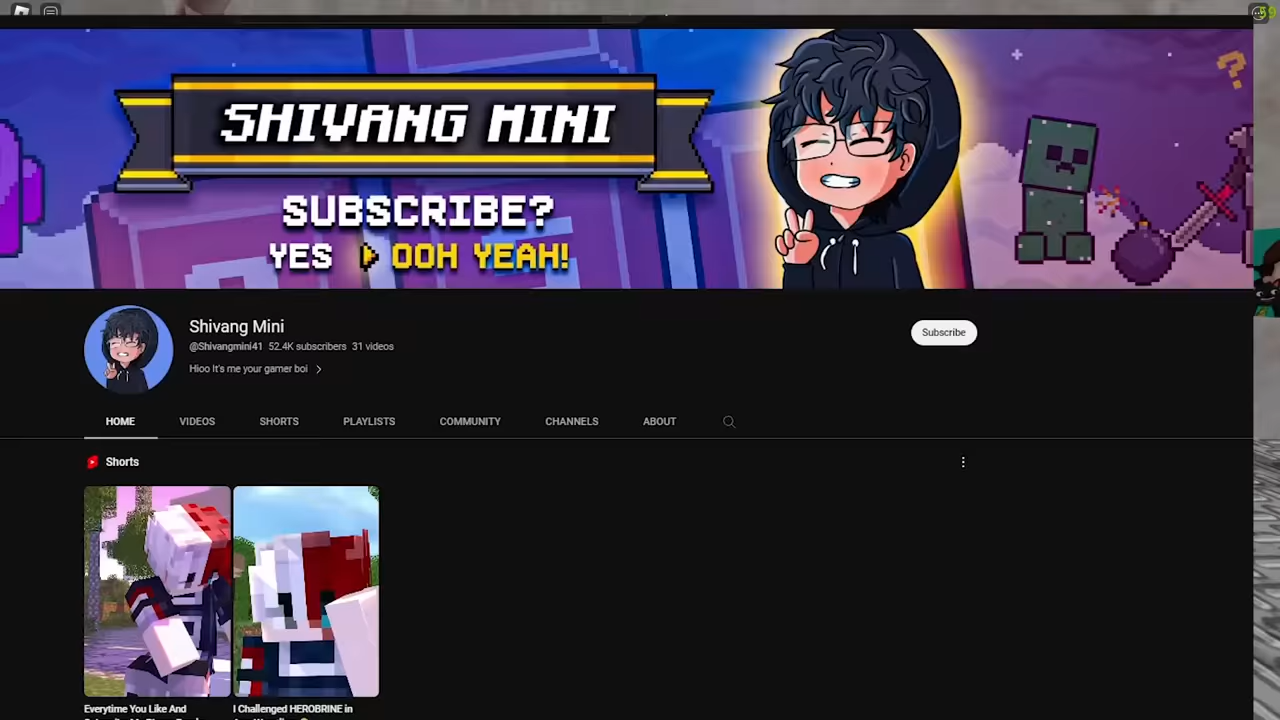 SHIVANG MINI
SUBSCRIBE?
YES OOH YEAH!
Shivang Mini
@Shivangmini41 52.4K subscribers 31 videos
Hioo It's me your gamer boi
Subscribe
HOME VIDEOS SHORTS PLAYLISTS COMMUNITY CHANNELS ABOUT
Shorts
Everytime You Like And
I Challenged HEROBRINE in